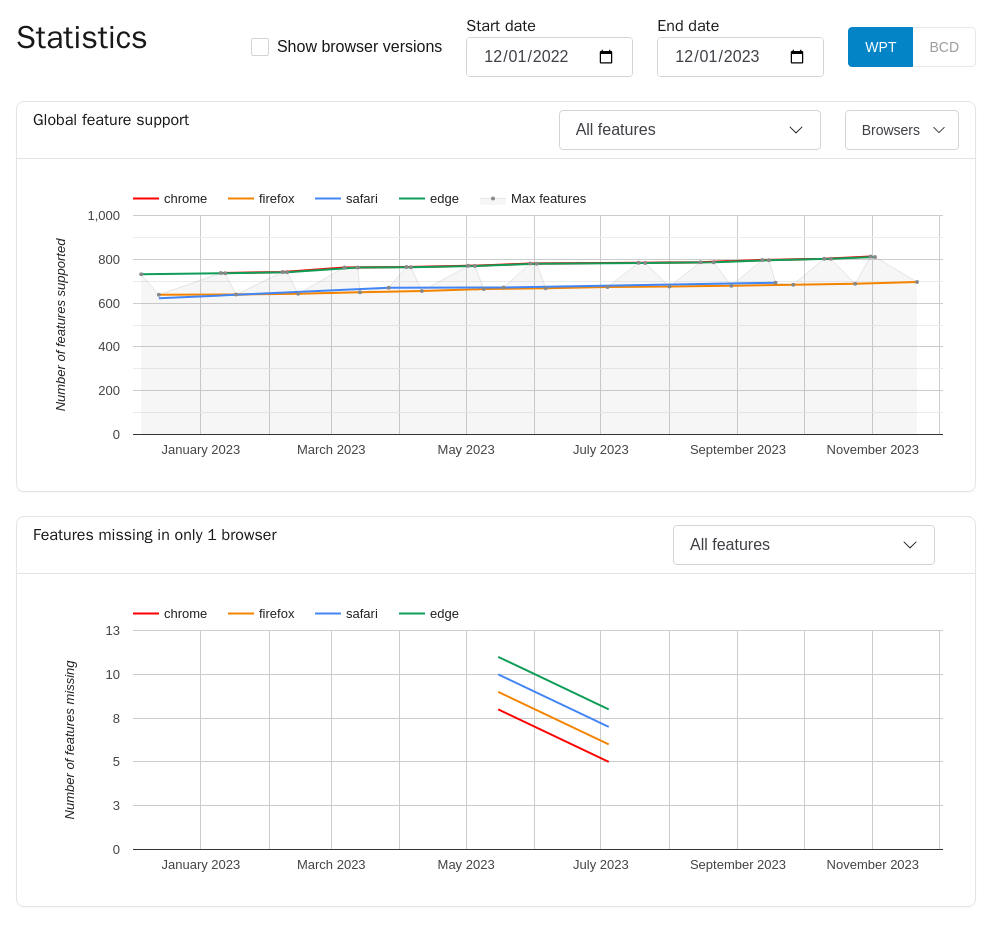 Statistics
Show browser versions
Start date
12/01/2022
End date
12/01/2023
WPT
BCD
Global feature support
All features
Browsers
chrome
firefox
safari
edge
Max features
1,000
800
600
400
200
0
Number of features supported
January 2023
March 2023
May 2023
July 2023
September 2023
November 2023
Features missing in only 1 browser
All features
chrome
firefox
safari
edge
13
10
8
5
3
0
Number of features missing
January 2023
March 2023
May 2023
July 2023
September 2023
November 2023